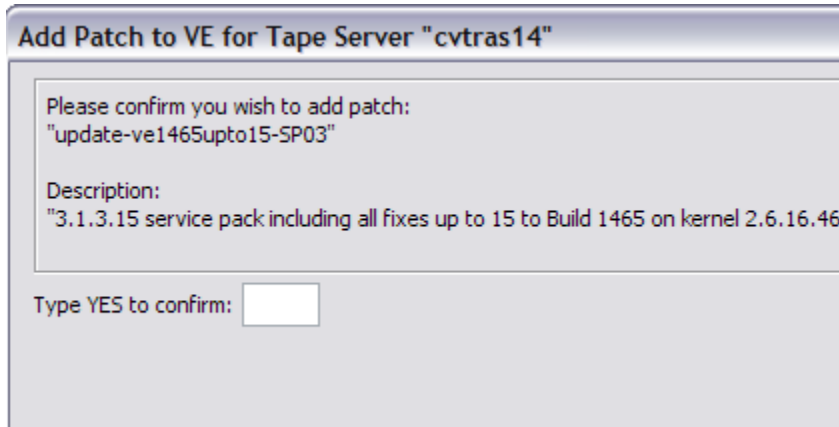 Add Patch to VE for Tape Server "cvtras14"
Please confirm you wish to add patch:
"update-ve1465upto15-SP03"
Description:
"3.1.3.15 service pack including all fixes up to 15 to Build 1465 on kernel 2.6.16.46
Type YES to confirm: